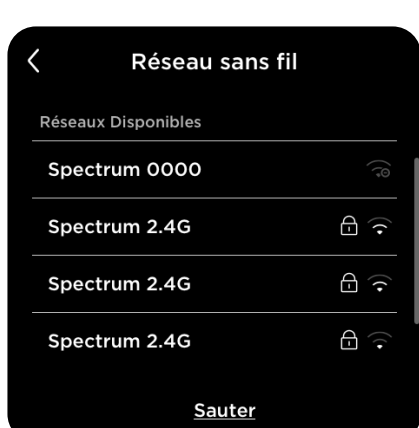 Réseau sans fil
Réseaux Disponibles
Spectrum 0000
Spectrum 2.4G
Spectrum 2.4G
Spectrum 2.4G
Sauter